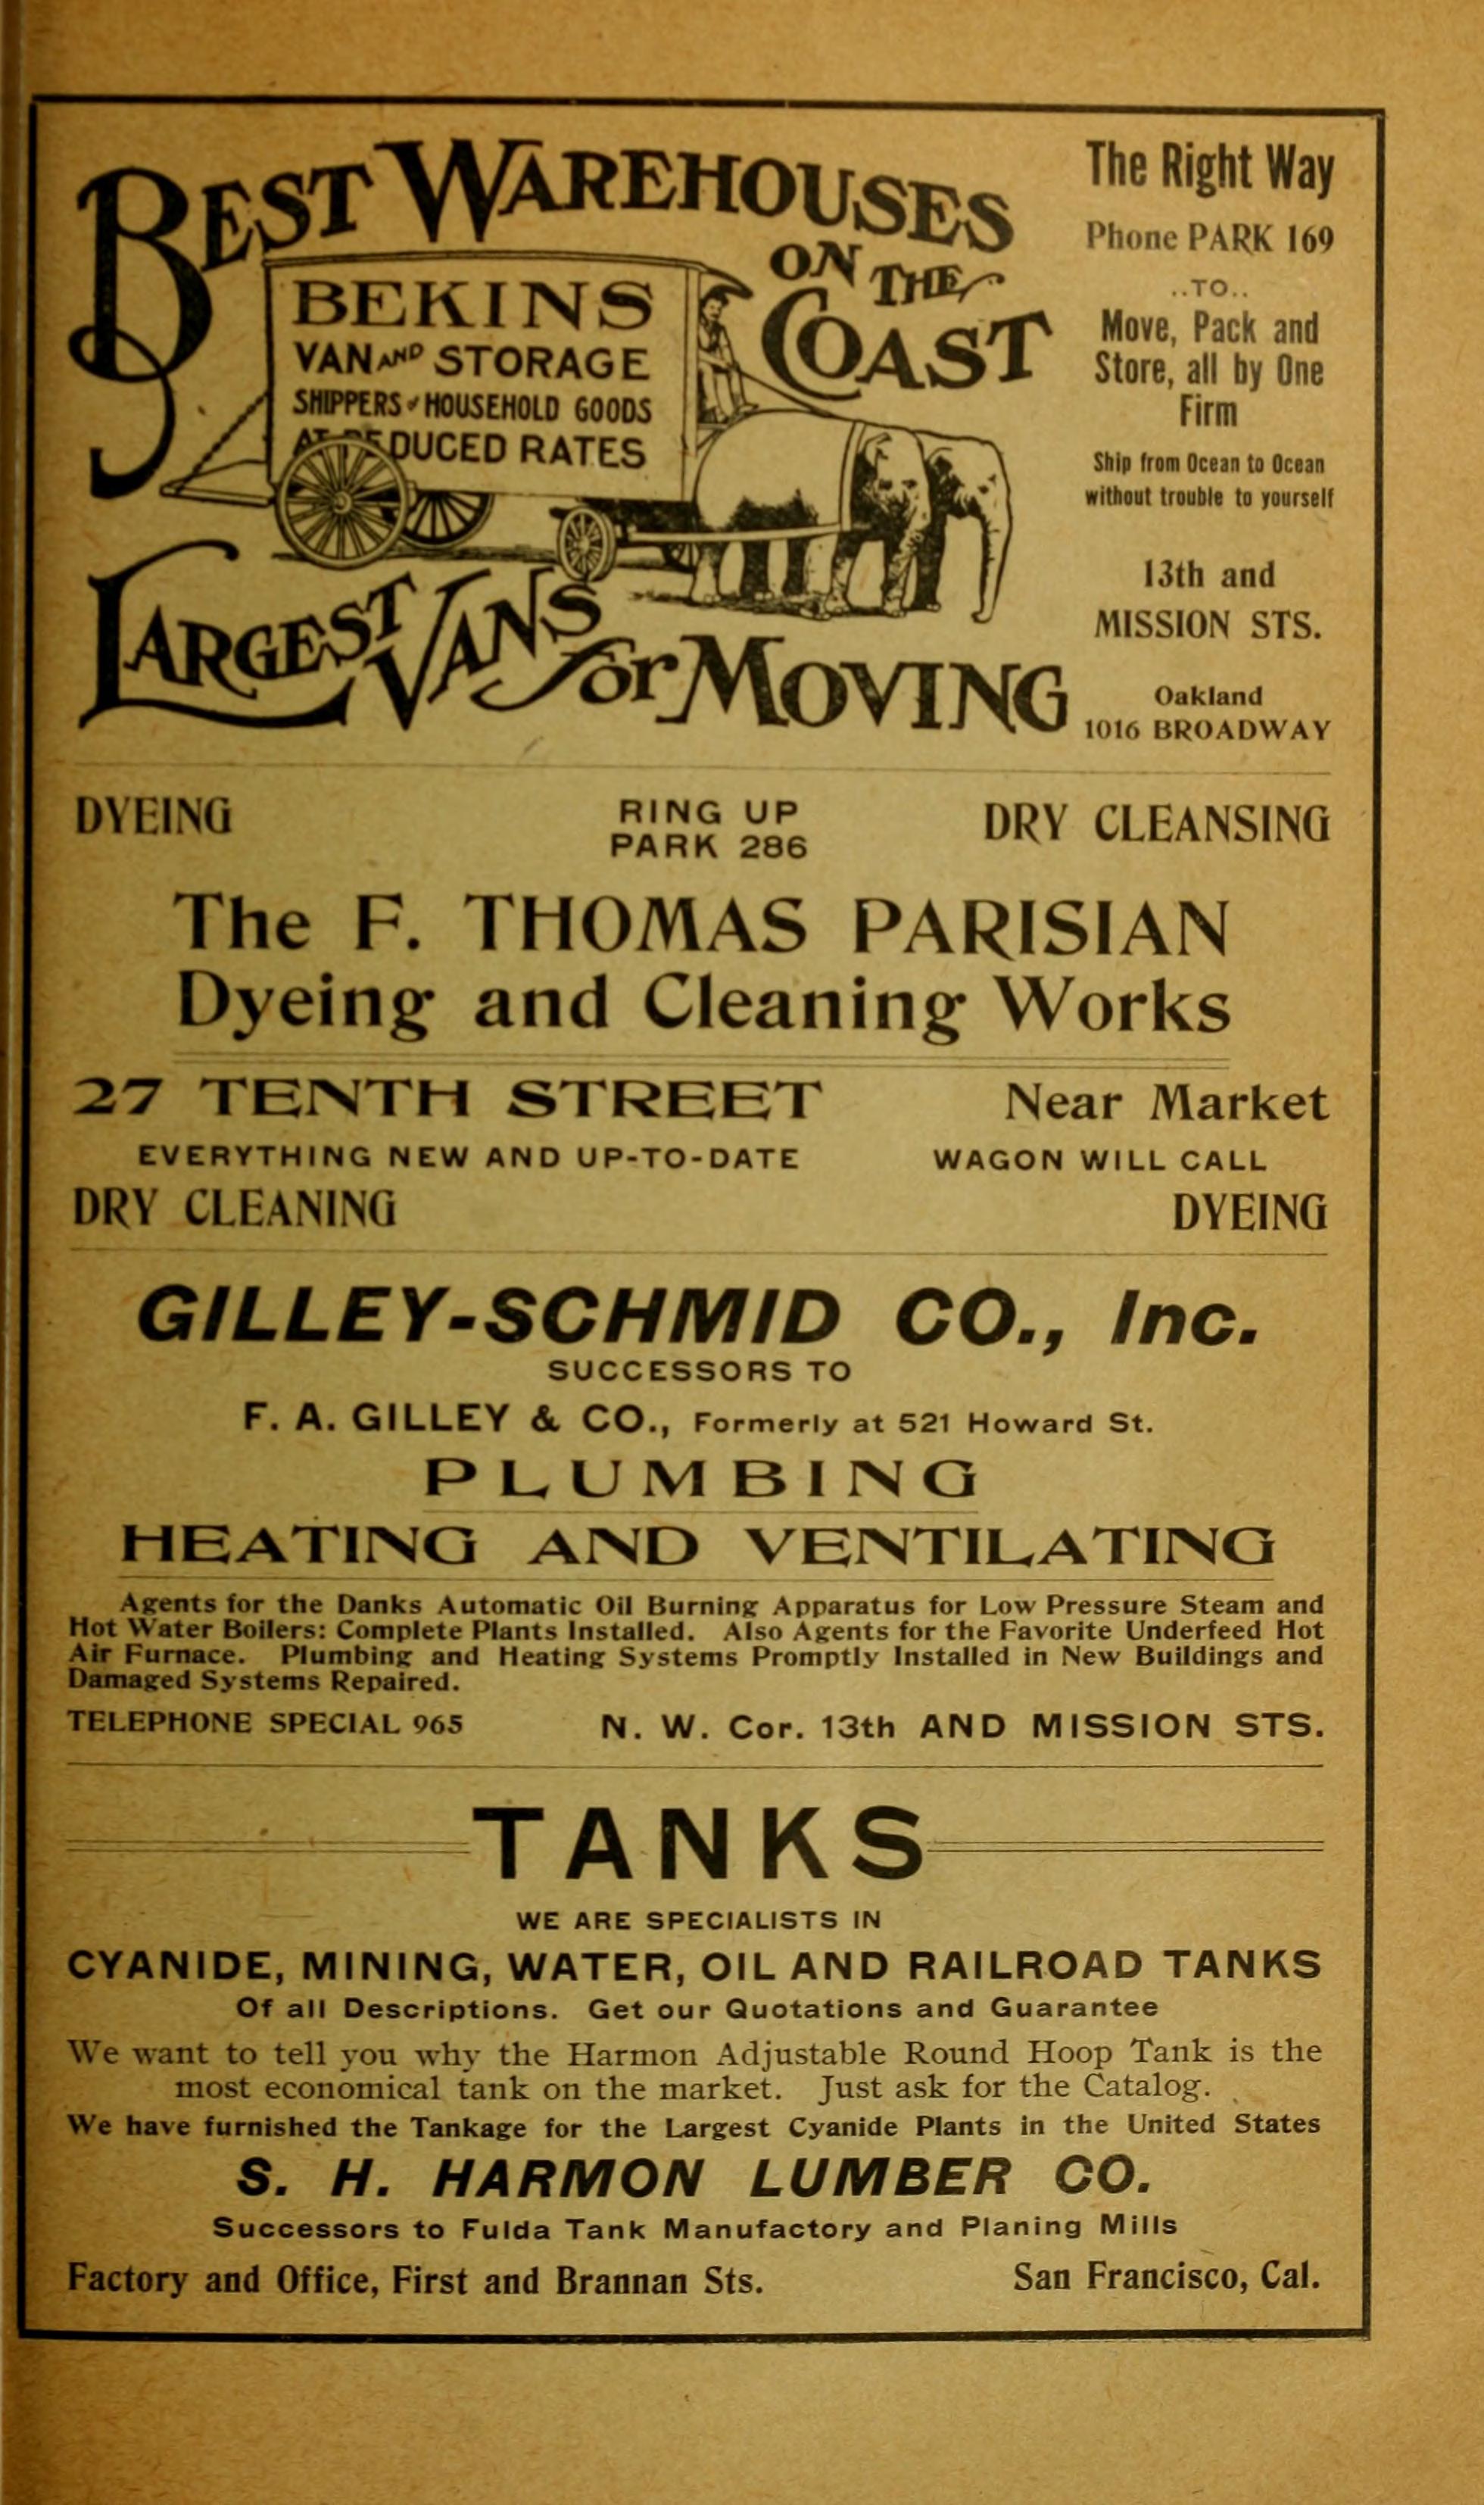 BEST WAREHOUSES
ON THE
COAST
BEKINS
VAN AND STORAGE
SHIPPERS OF HOUSEHOLD GOODS
AT REDUCED RATES
LARGEST VANS for MOVING
The Right Way
Phone PARK 169
..TO..
Move, Pack and
Store, all by One
Firm
Ship from Ocean to Ocean
without trouble to yourself
13th and
MISSION STS.
Oakland
1016 BROADWAY
DYEING
RING UP
PARK 286
DRY CLEANSING
The F. THOMAS PARISIAN
Dyeing and Cleaning Works
27 TENTH STREET Near Market
EVERYTHING NEW AND UP-TO-DATE WAGON WILL CALL
DRY CLEANING DYEING
GILLEY-SCHMID CO., Inc.
SUCCESSORS TO
F. A. GILLEY & CO., Formerly at 521 Howard St.
PLUMBING
HEATING AND VENTILATING
Agents for the Danks Automatic Oil Burning Apparatus for Low Pressure Steam and
Hot Water Boilers: Complete Plants Installed. Also Agents for the Favorite Underfeed Hot
Air Furnace. Plumbing and Heating Systems Promptly Installed in New Buildings and
Damaged Systems Repaired.
TELEPHONE SPECIAL 965 N. W. Cor. 13th AND MISSION STS.
TANKS
WE ARE SPECIALISTS IN
CYANIDE, MINING, WATER, OIL AND RAILROAD TANKS
Of all Descriptions. Get our Quotations and Guarantee
We want to tell you why the Harmon Adjustable Round Hoop Tank is the
most economical tank on the market. Just ask for the Catalog.
We have furnished the Tankage for the Largest Cyanide Plants in the United States
S. H. HARMON LUMBER CO.
Successors to Fulda Tank Manufactory and Planing Mills
Factory and Office, First and Brannan Sts. San Francisco, Cal.